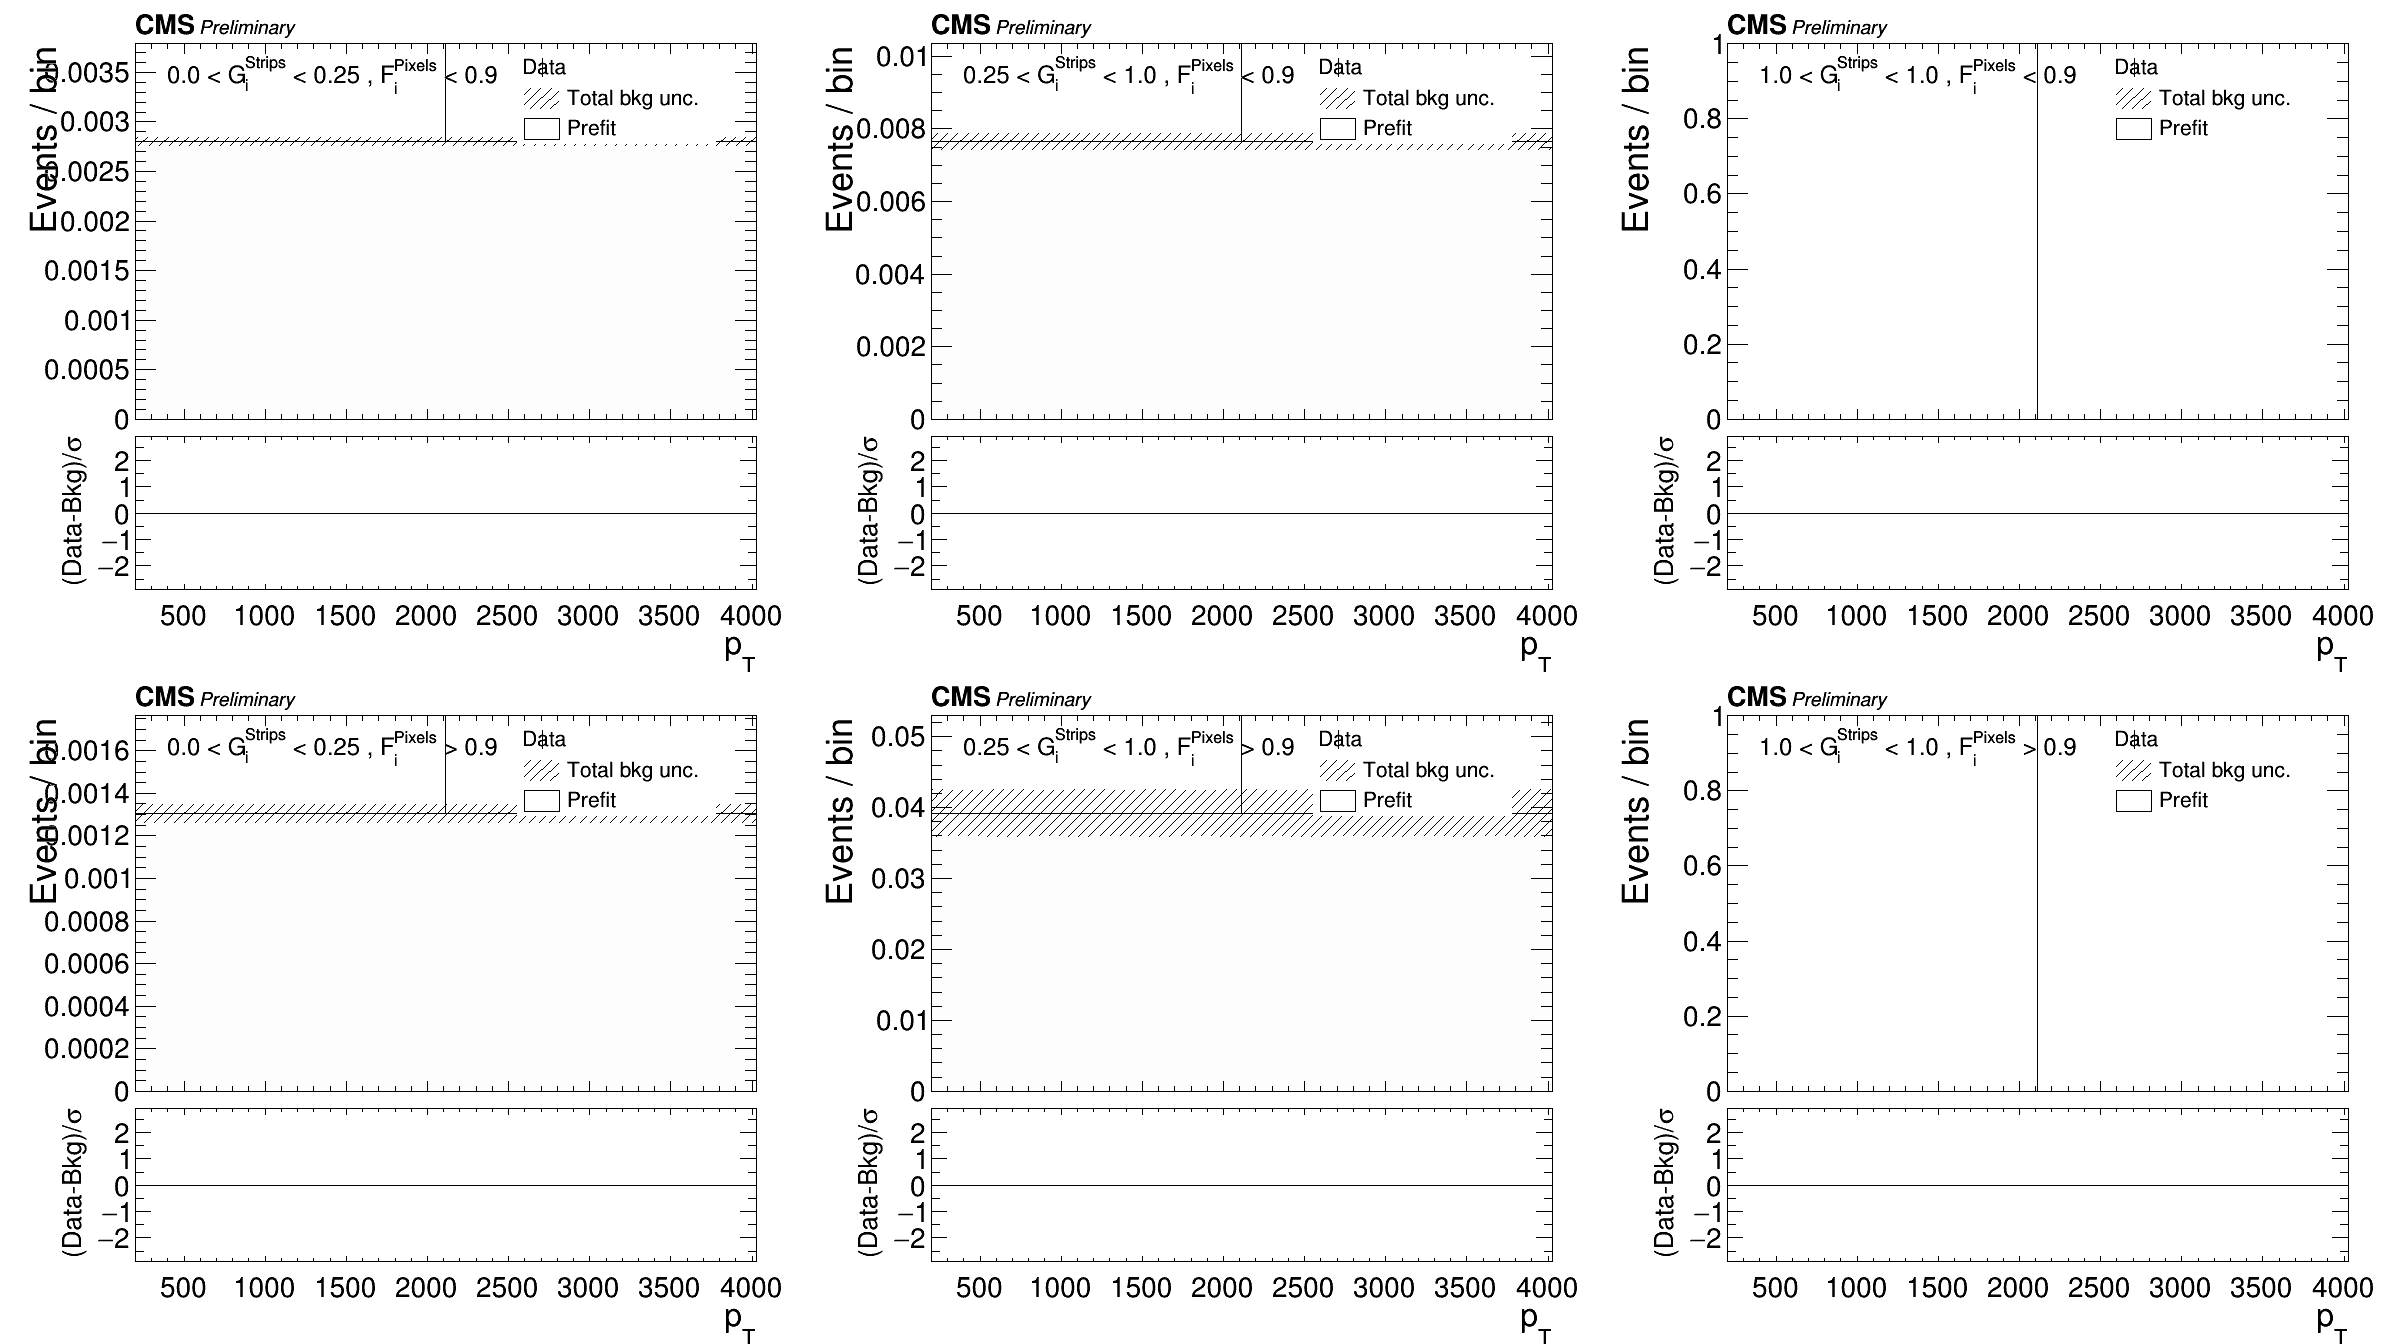 CMS Preliminary
0.0 < G_i^Strips < 0.25 , F_i^Pixels < 0.9
Data
Total bkg unc.
Prefit
Events / bin
0.0035
0.003
0.0025
0.002
0.0015
0.001
0.0005
0
(Data-Bkg)/σ
2
1
0
−1
−2
500 1000 1500 2000 2500 3000 3500 4000
p_T
CMS Preliminary
0.25 < G_i^Strips < 1.0 , F_i^Pixels < 0.9
Data
Total bkg unc.
Prefit
Events / bin
0.01
0.008
0.006
0.004
0.002
0
(Data-Bkg)/σ
2
1
0
−1
−2
500 1000 1500 2000 2500 3000 3500 4000
p_T
CMS Preliminary
1.0 < G_i^Strips < 1.0 , F_i^Pixels < 0.9
Data
Total bkg unc.
Prefit
Events / bin
1
0.8
0.6
0.4
0.2
0
(Data-Bkg)/σ
2
1
0
−1
−2
500 1000 1500 2000 2500 3000 3500 4000
p_T
CMS Preliminary
0.0 < G_i^Strips < 0.25 , F_i^Pixels > 0.9
Data
Total bkg unc.
Prefit
Events / bin
0.0016
0.0014
0.0012
0.001
0.0008
0.0006
0.0004
0.0002
0
(Data-Bkg)/σ
2
1
0
−1
−2
500 1000 1500 2000 2500 3000 3500 4000
p_T
CMS Preliminary
0.25 < G_i^Strips < 1.0 , F_i^Pixels > 0.9
Data
Total bkg unc.
Prefit
Events / bin
0.05
0.04
0.03
0.02
0.01
0
(Data-Bkg)/σ
2
1
0
−1
−2
500 1000 1500 2000 2500 3000 3500 4000
p_T
CMS Preliminary
1.0 < G_i^Strips < 1.0 , F_i^Pixels > 0.9
Data
Total bkg unc.
Prefit
Events / bin
1
0.8
0.6
0.4
0.2
0
(Data-Bkg)/σ
2
1
0
−1
−2
500 1000 1500 2000 2500 3000 3500 4000
p_T